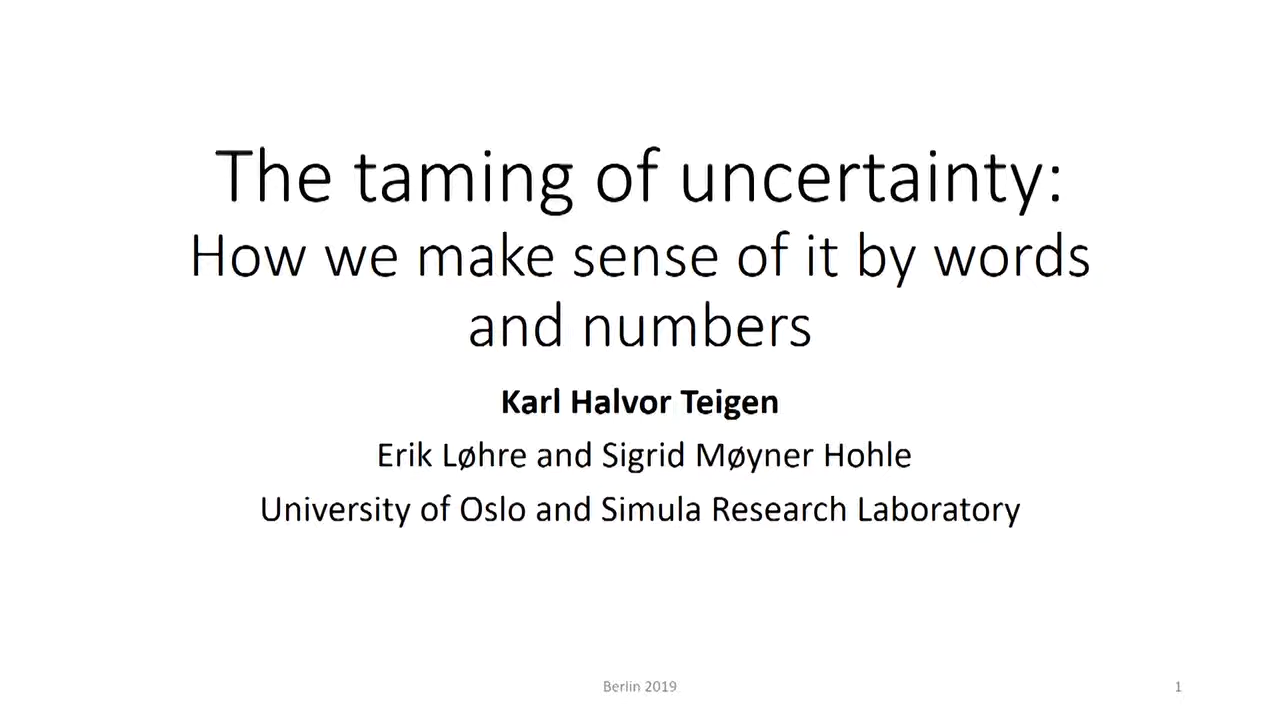 The taming of uncertainty:
How we make sense of it by words
and numbers
Karl Halvor Teigen
Erik Løhre and Sigrid Møyner Hohle
University of Oslo and Simula Research Laboratory
Berlin 2019
1